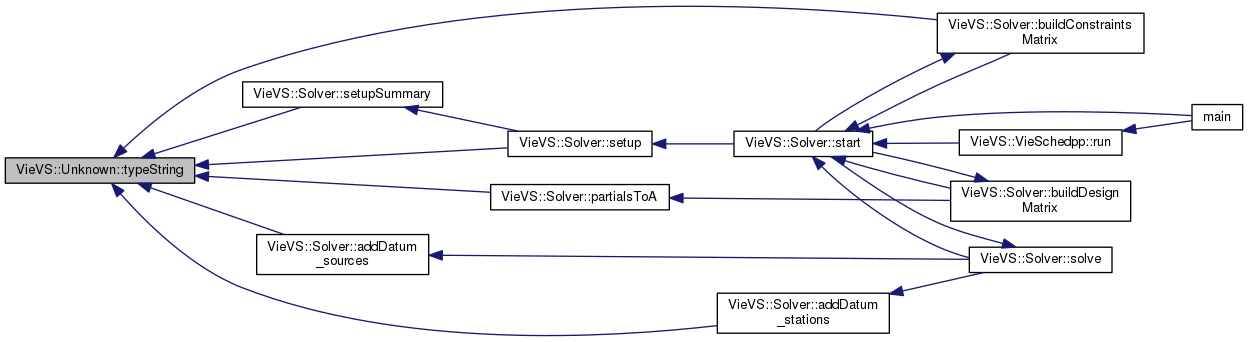 VieVS::Unknown::typeString
VieVS::Solver::setupSummary
VieVS::Solver::addDatum
_sources
VieVS::Solver::setup
VieVS::Solver::partialsToA
VieVS::Solver::addDatum
_stations
VieVS::Solver::start
VieVS::Solver::buildConstraints
Matrix
VieVS::VieSchedpp::run
VieVS::Solver::buildDesign
Matrix
VieVS::Solver::solve
main